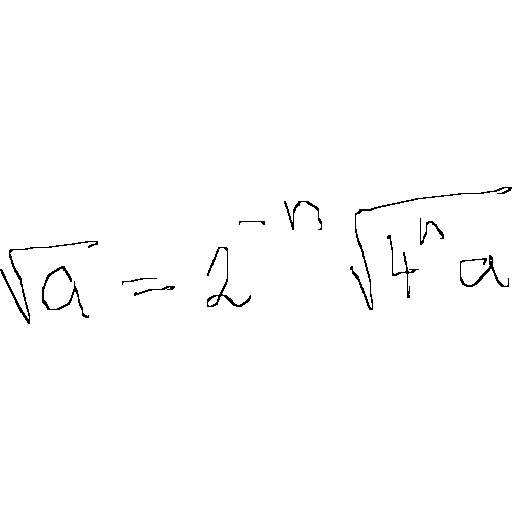 √a = 2^{-n} √(4^n a)